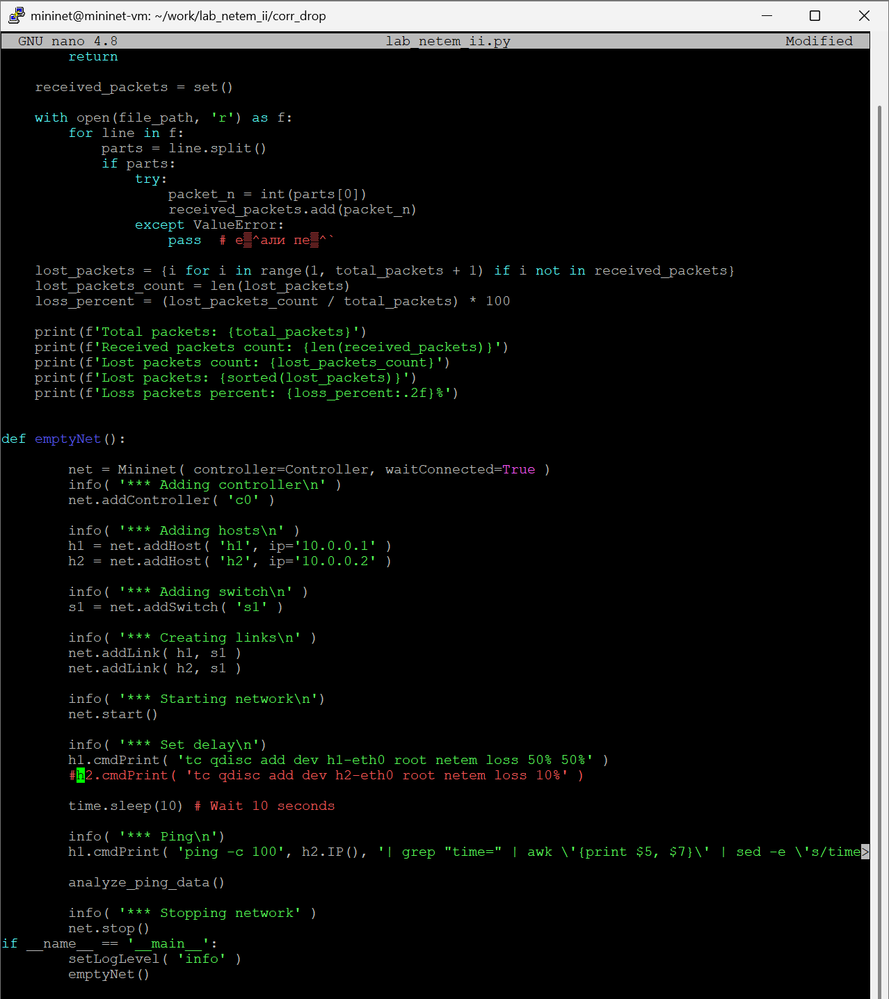 mininet@mininet-vm: ~/work/lab_netem_ii/corr_drop
GNU nano 4.8 lab_netem_ii.py Modified
        return

    received_packets = set()

    with open(file_path, 'r') as f:
        for line in f:
            parts = line.split()
            if parts:
                try:
                    packet_n = int(parts[0])
                    received_packets.add(packet_n)
                except ValueError:
                    pass  # е▒^али пе▒^`

    lost_packets = {i for i in range(1, total_packets + 1) if i not in received_packets}
    lost_packets_count = len(lost_packets)
    loss_percent = (lost_packets_count / total_packets) * 100

    print(f'Total packets: {total_packets}')
    print(f'Received packets count: {len(received_packets)}')
    print(f'Lost packets count: {lost_packets_count}')
    print(f'Lost packets: {sorted(lost_packets)}')
    print(f'Loss packets percent: {loss_percent:.2f}%')


def emptyNet():

        net = Mininet( controller=Controller, waitConnected=True )
        info( '*** Adding controller\n' )
        net.addController( 'c0' )

        info( '*** Adding hosts\n' )
        h1 = net.addHost( 'h1', ip='10.0.0.1' )
        h2 = net.addHost( 'h2', ip='10.0.0.2' )

        info( '*** Adding switch\n' )
        s1 = net.addSwitch( 's1' )

        info( '*** Creating links\n' )
        net.addLink( h1, s1 )
        net.addLink( h2, s1 )

        info( '*** Starting network\n')
        net.start()

        info( '*** Set delay\n')
        h1.cmdPrint( 'tc qdisc add dev h1-eth0 root netem loss 50% 50%' )
        #h2.cmdPrint( 'tc qdisc add dev h2-eth0 root netem loss 10%' )

        time.sleep(10) # Wait 10 seconds

        info( '*** Ping\n')
        h1.cmdPrint( 'ping -c 100', h2.IP(), '| grep "time=" | awk \'{print $5, $7}\' | sed -e \'s/time>

        analyze_ping_data()

        info( '*** Stopping network' )
        net.stop()
if __name__ == '__main__':
        setLogLevel( 'info' )
        emptyNet()